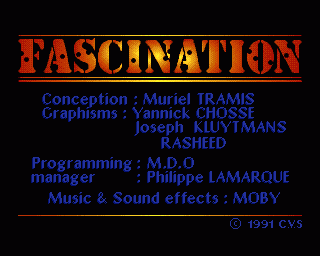 FASCINATION
Conception : Muriel TRAMIS
Graphisms : Yannick CHOSSE
Joseph KLUYTMANS
RASHEED
Programming : M.D.O
manager : Philippe LAMARQUE
Music & Sound effects : MOBY
© 1991 C.V.S